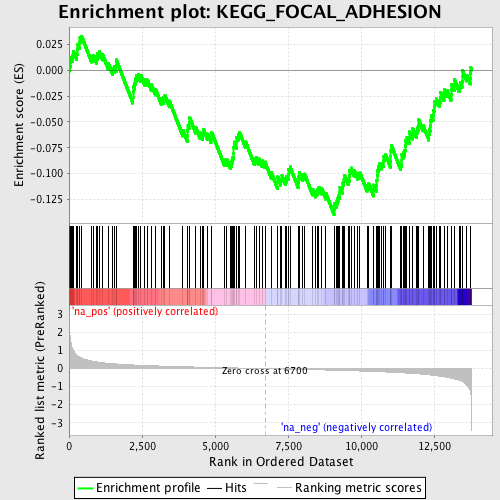 Enrichment plot: KEGG_FOCAL_ADHESION
Enrichment score (ES)
0.025
0.000
-0.025
-0.050
-0.075
-0.100
-0.125
'na_pos' (positively correlated)
Ranked list metric (PreRanked)
3
2
1
0
-1
-2
-3
Zero cross at 6700
'na_neg' (negatively correlated)
0
2,500
5,000
7,500
10,000
12,500
Rank in Ordered Dataset
Enrichment profile
Hits
Ranking metric scores